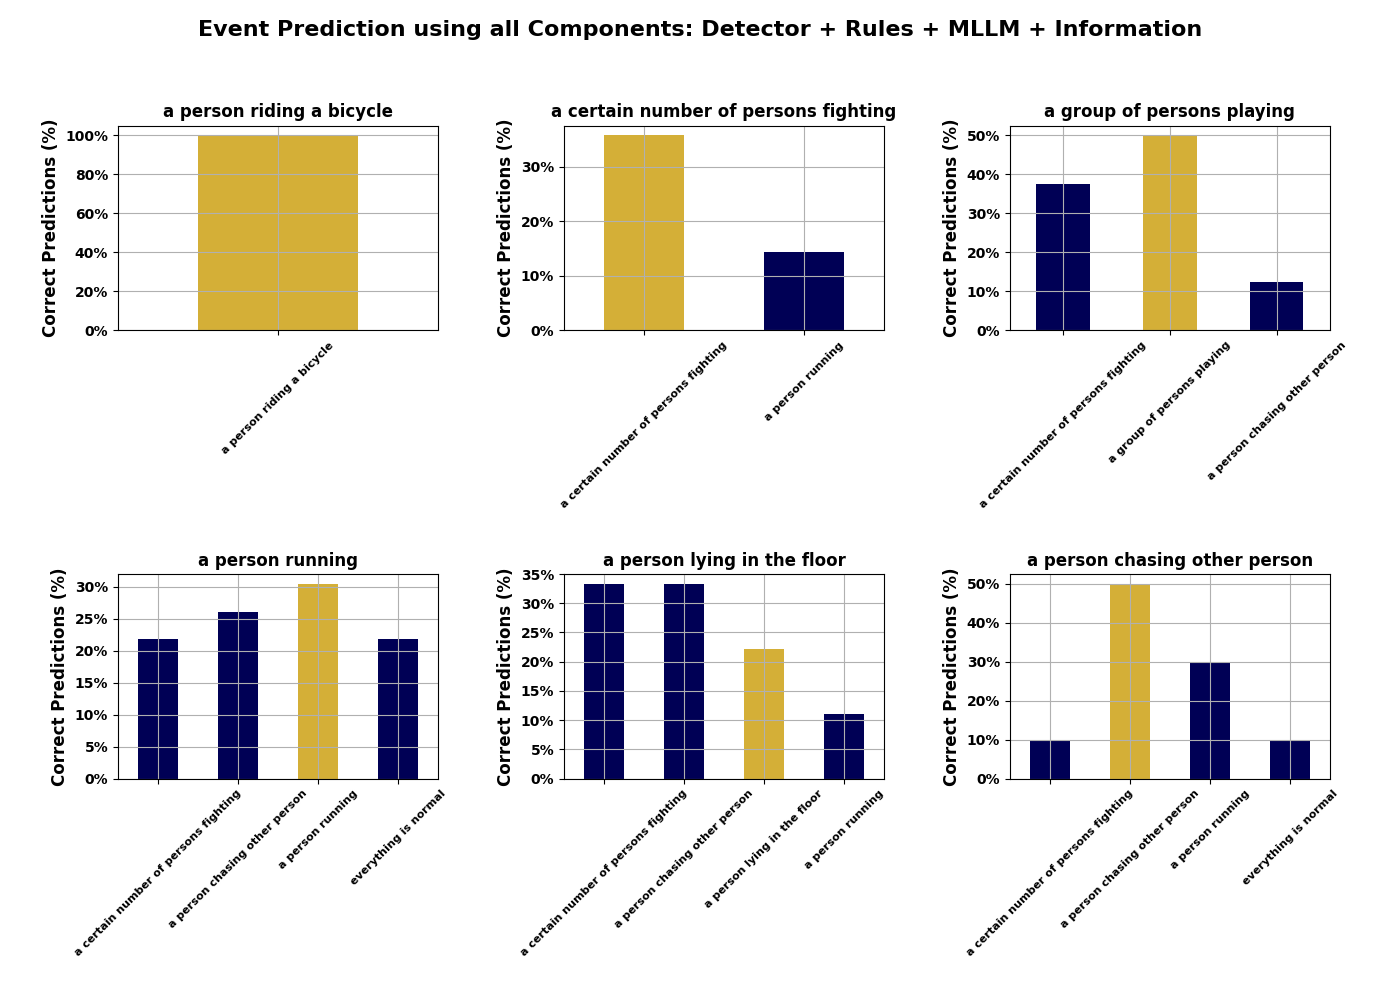 Event Prediction using all Components: Detector + Rules + MLLM + Information
a person riding a bicycle
Correct Predictions (%)
100%
80%
60%
40%
20%
0%
a person riding a bicycle
a certain number of persons fighting
Correct Predictions (%)
30%
20%
10%
0%
a certain number of persons fighting
a person running
a group of persons playing
Correct Predictions (%)
50%
40%
30%
20%
10%
0%
a certain number of persons fighting
a group of persons playing
a person chasing other person
a person running
Correct Predictions (%)
30%
25%
20%
15%
10%
5%
0%
a certain number of persons fighting
a person chasing other person
a person running
everything is normal
a person lying in the floor
Correct Predictions (%)
35%
30%
25%
20%
15%
10%
5%
0%
a certain number of persons fighting
a person chasing other person
a person lying in the floor
a person running
a person chasing other person
Correct Predictions (%)
50%
40%
30%
20%
10%
0%
a certain number of persons fighting
a person chasing other person
a person running
everything is normal